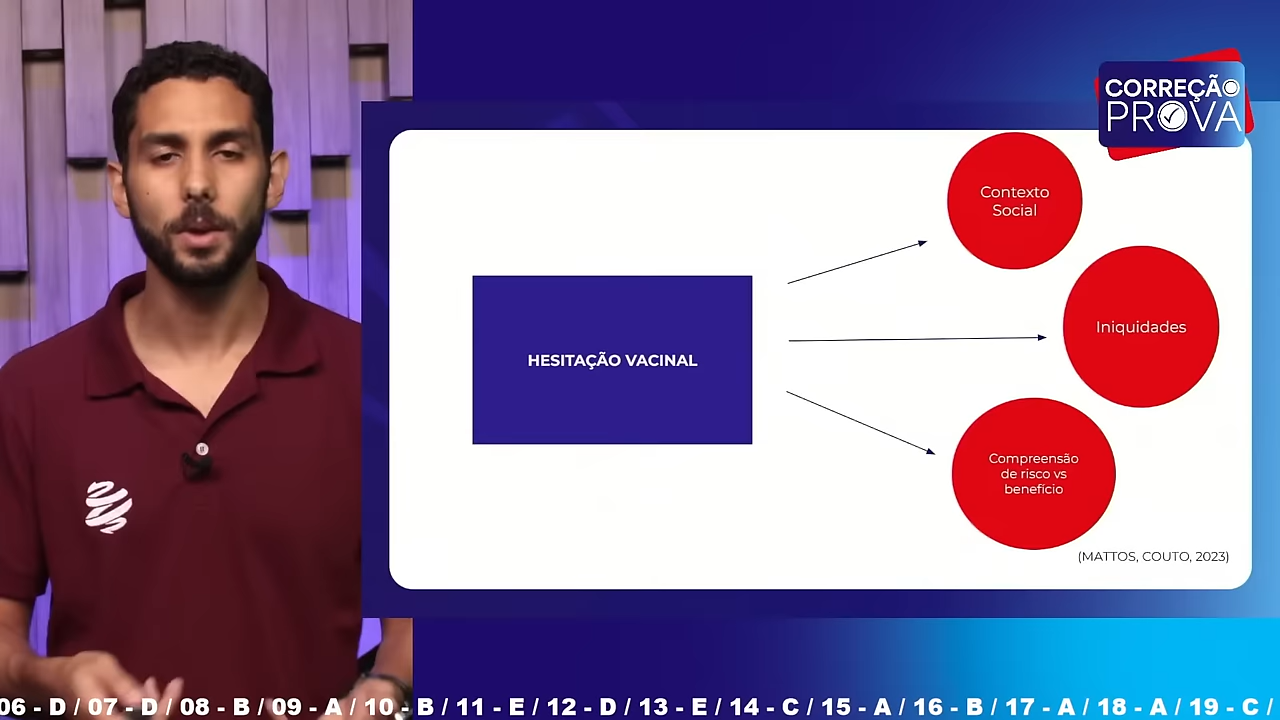 CORREÇÃO
PROVA
Contexto
Social
Iniquidades
HESITAÇÃO VACINAL
Compreensão
de risco vs
benefício
(MATTOS, COUTO, 2023)
06 - D / 07 - D / 08 - B / 09 - A / 10 - B / 11 - E / 12 - D / 13 - E / 14 - C / 15 - A / 16 - B / 17 - A / 18 - A / 19 - C /